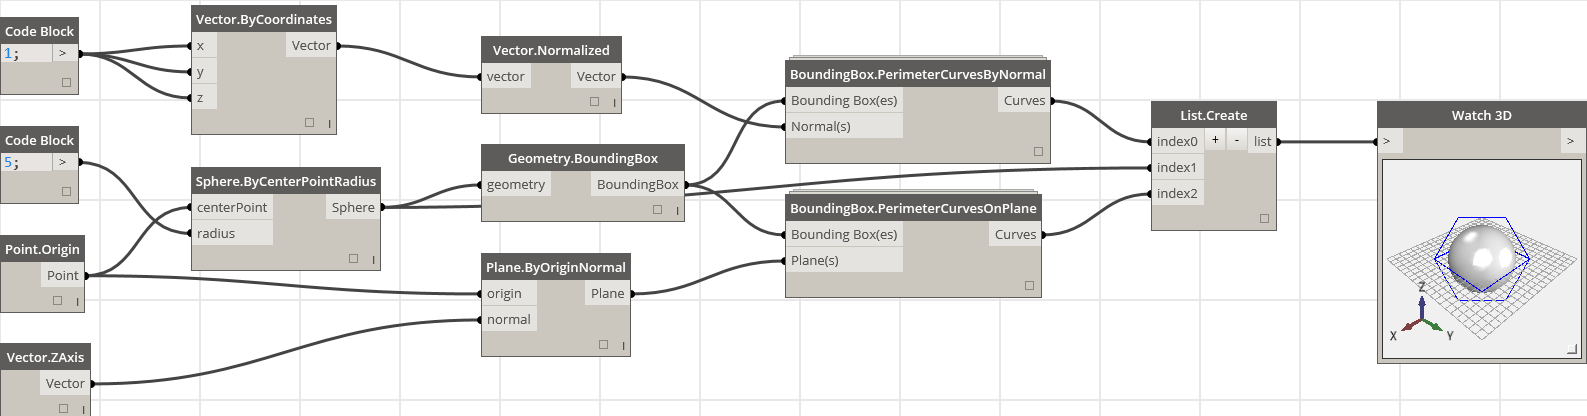 Code Block
1; >
Vector.ByCoordinates
x Vector
y
z
Code Block
5; >
Sphere.ByCenterPointRadius
centerPoint Sphere
radius
Point.Origin
Point
Vector.ZAxis
Vector
Vector.Normalized
vector Vector
Geometry.BoundingBox
geometry BoundingBox
Plane.ByOriginNormal
origin Plane
normal
BoundingBox.PerimeterCurvesByNormal
Bounding Box(es) Curves
Normal(s)
BoundingBox.PerimeterCurvesOnPlane
Bounding Box(es) Curves
Plane(s)
List.Create
index0 + - list
index1
index2
Watch 3D
> >
Z
X Y